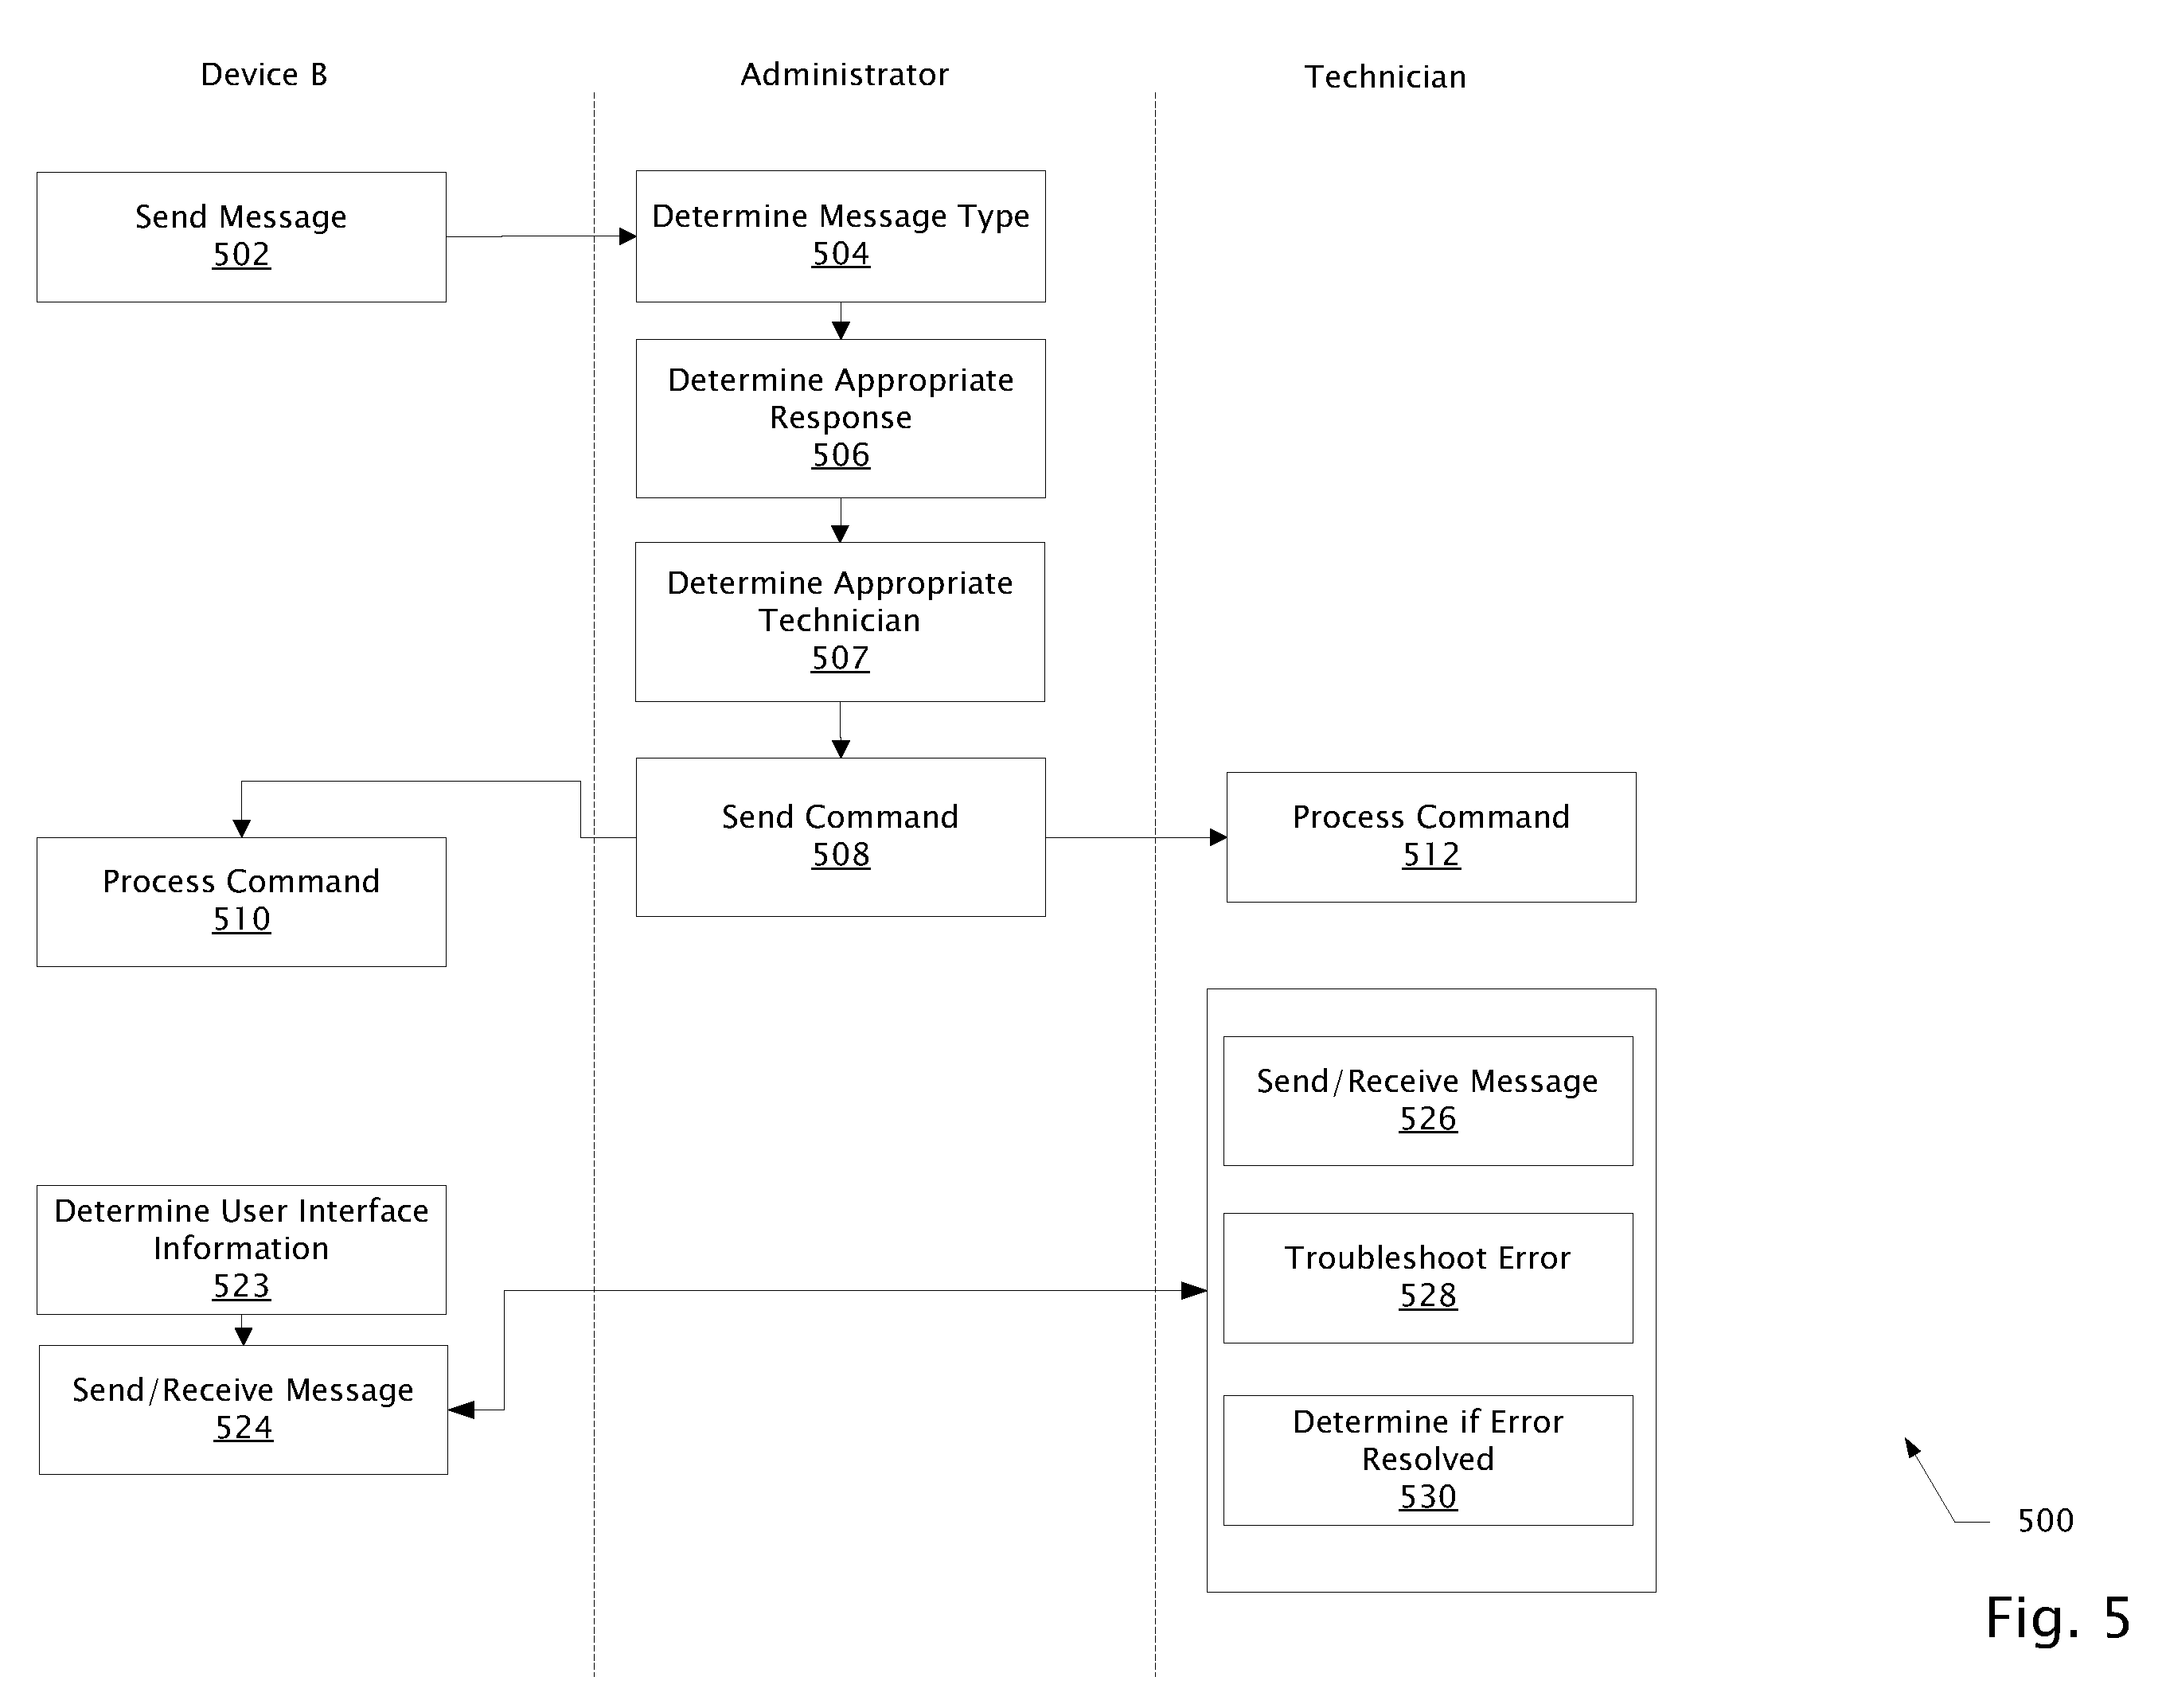 Device B
Administrator
Technician
Send Message
502
Determine Message Type
504
Determine Appropriate
Response
506
Determine Appropriate
Technician
507
Send Command
508
Process Command
512
Process Command
510
Send/Receive Message
526
Determine User Interface
Information
523
Troubleshoot Error
528
Send/Receive Message
524
Determine if Error
Resolved
530
500
Fig. 5